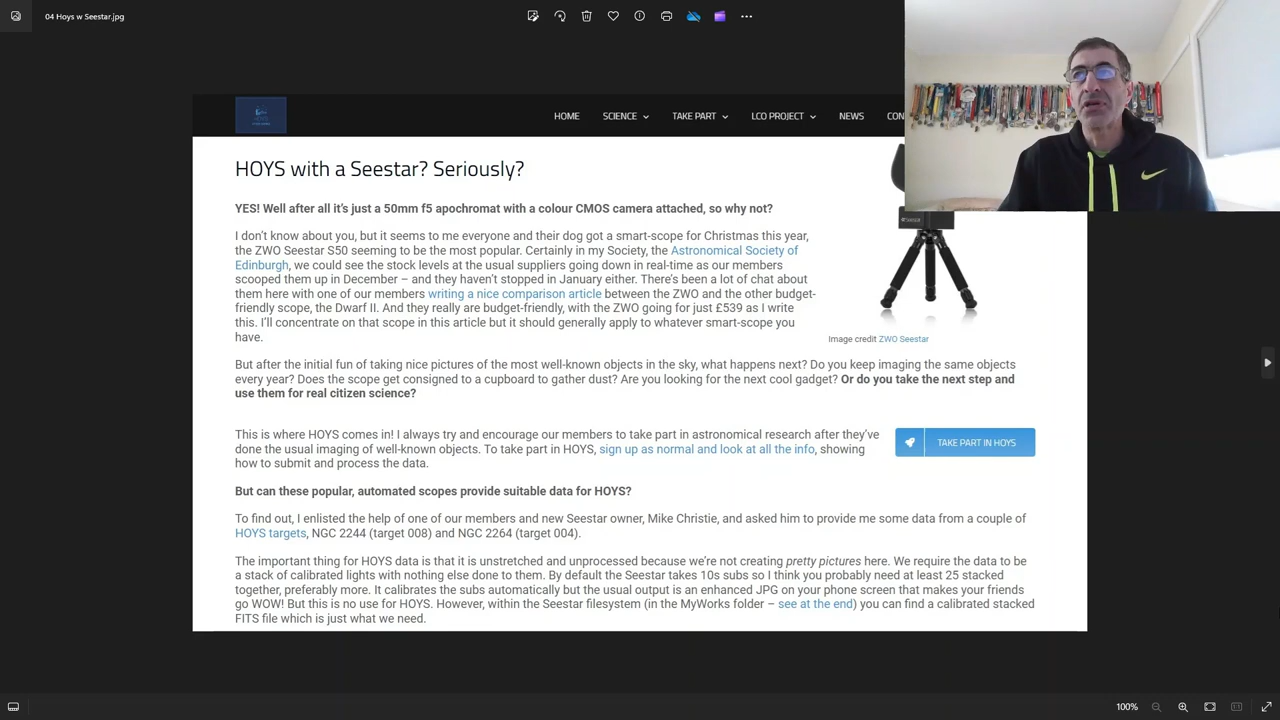 04 Hoys w Seestar.jpg
HOME SCIENCE TAKE PART LCO PROJECT NEWS
HOYS with a Seestar? Seriously?
YES! Well after all it’s just a 50mm f5 apochromat with a colour CMOS camera attached, so why not?
I don’t know about you, but it seems to me everyone and their dog got a smart-scope for Christmas this year,
the ZWO Seestar S50 seeming to be the most popular. Certainly in my Society, the Astronomical Society of
Edinburgh, we could see the stock levels at the usual suppliers going down in real-time as our members
scooped them up in December – and they haven’t stopped in January either. There’s been a lot of chat about
them here with one of our members writing a nice comparison article between the ZWO and the other budget-
friendly scope, the Dwarf II. And they really are budget-friendly, with the ZWO going for just £539 as I write
this. I’ll concentrate on that scope in this article but it should generally apply to whatever smart-scope you
have.
Seestar
Image credit ZWO Seestar
But after the initial fun of taking nice pictures of the most well-known objects in the sky, what happens next? Do you keep imaging the same objects
every year? Does the scope get consigned to a cupboard to gather dust? Are you looking for the next cool gadget? Or do you take the next step and
use them for real citizen science?
This is where HOYS comes in! I always try and encourage our members to take part in astronomical research after they’ve
done the usual imaging of well-known objects. To take part in HOYS, sign up as normal and look at all the info, showing
how to submit and process the data.
TAKE PART IN HOYS
But can these popular, automated scopes provide suitable data for HOYS?
To find out, I enlisted the help of one of our members and new Seestar owner, Mike Christie, and asked him to provide me some data from a couple of
HOYS targets, NGC 2244 (target 008) and NGC 2264 (target 004).
The important thing for HOYS data is that it is unstretched and unprocessed because we’re not creating pretty pictures here. We require the data to be
a stack of calibrated lights with nothing else done to them. By default the Seestar takes 10s subs so I think you probably need at least 25 stacked
together, preferably more. It calibrates the subs automatically but the usual output is an enhanced JPG on your phone screen that makes your friends
go WOW! But this is no use for HOYS. However, within the Seestar filesystem (in the MyWorks folder – see at the end) you can find a calibrated stacked
FITS file which is just what we need.
100%